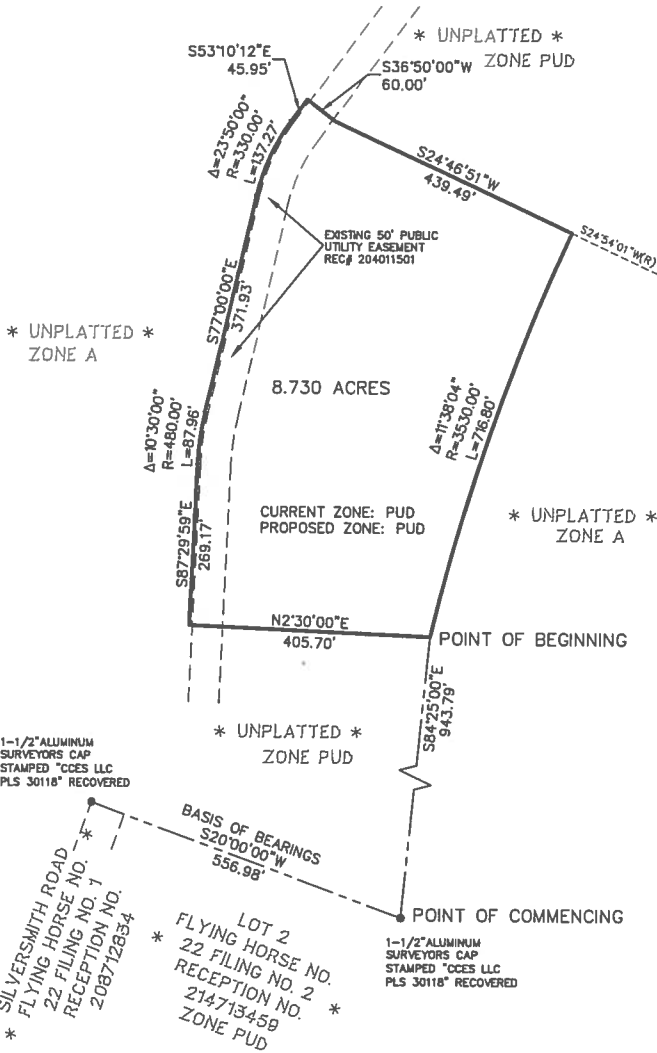 * UNPLATTED *
ZONE PUD
S53°10'12"E
45.95'
S36°50'00"W
60.00'
Δ=23°50'00"
R=330.00'
L=137.27'
S24°46'51"W
439.49'
S24°54'01"W(R)
EXISTING 50' PUBLIC
UTILITY EASEMENT
REC# 204011501
S77°00'00"E
371.93'
* UNPLATTED *
ZONE A
8.730 ACRES
Δ=11°38'04"
R=3530.00'
L=716.80'
Δ=10°30'00"
R=480.00'
L=87.96'
CURRENT ZONE: PUD
PROPOSED ZONE: PUD
* UNPLATTED *
ZONE A
S87°29'59"E
269.17'
N2°30'00"E
405.70'
POINT OF BEGINNING
S84°25'00"E
943.79'
* UNPLATTED *
ZONE PUD
1-1/2"ALUMINUM
SURVEYORS CAP
STAMPED "CCES LLC
PLS 30118" RECOVERED
BASIS OF BEARINGS
S20°00'00"W
556.98'
POINT OF COMMENCING
1-1/2"ALUMINUM
SURVEYORS CAP
STAMPED "CCES LLC
PLS 30118" RECOVERED
SILVERSMITH ROAD *
* FLYING HORSE NO.
22 FILING NO. 1
RECEPTION NO.
208712834
LOT 2
* FLYING HORSE NO.
22 FILING NO. 2
RECEPTION NO. *
214713459
ZONE PUD